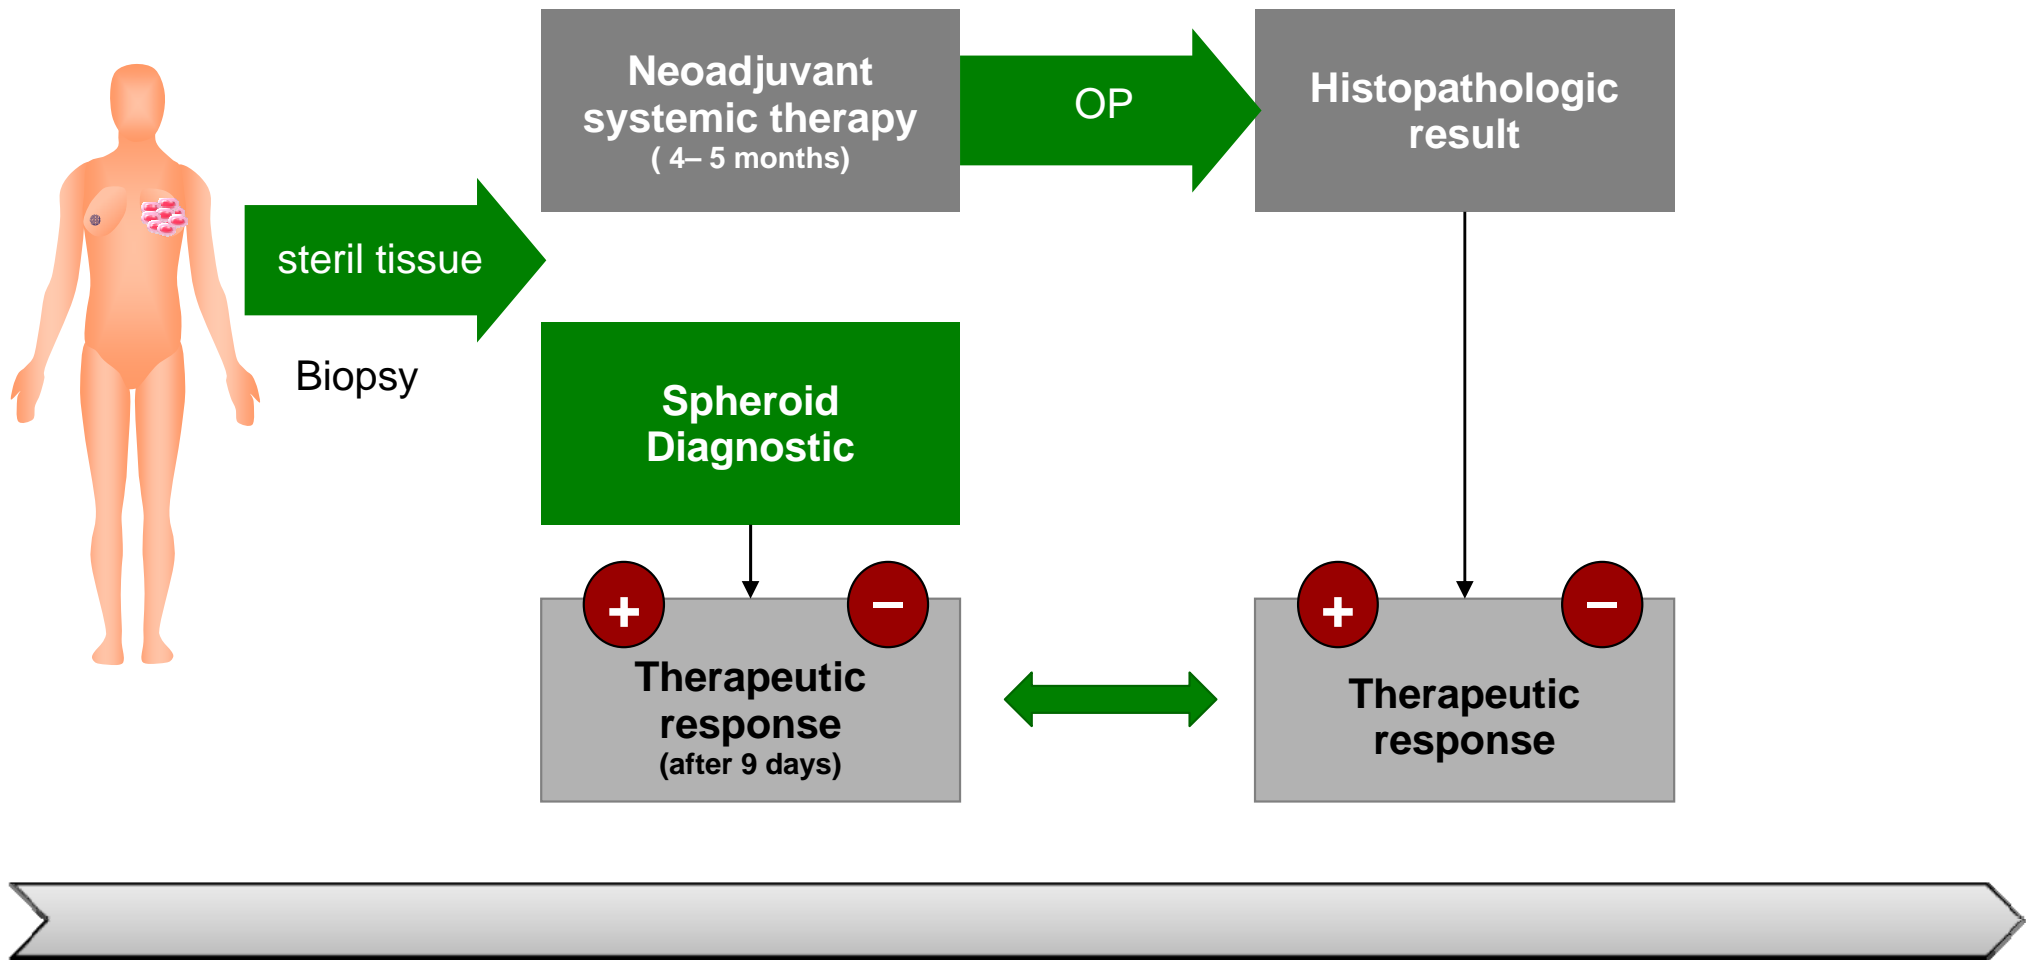 Neoadjuvant
systemic therapy
( 4– 5 months)
OP
Histopathologic
result
steril tissue
Biopsy
Spheroid
Diagnostic
+
–
Therapeutic
response
(after 9 days)
+
–
Therapeutic
response